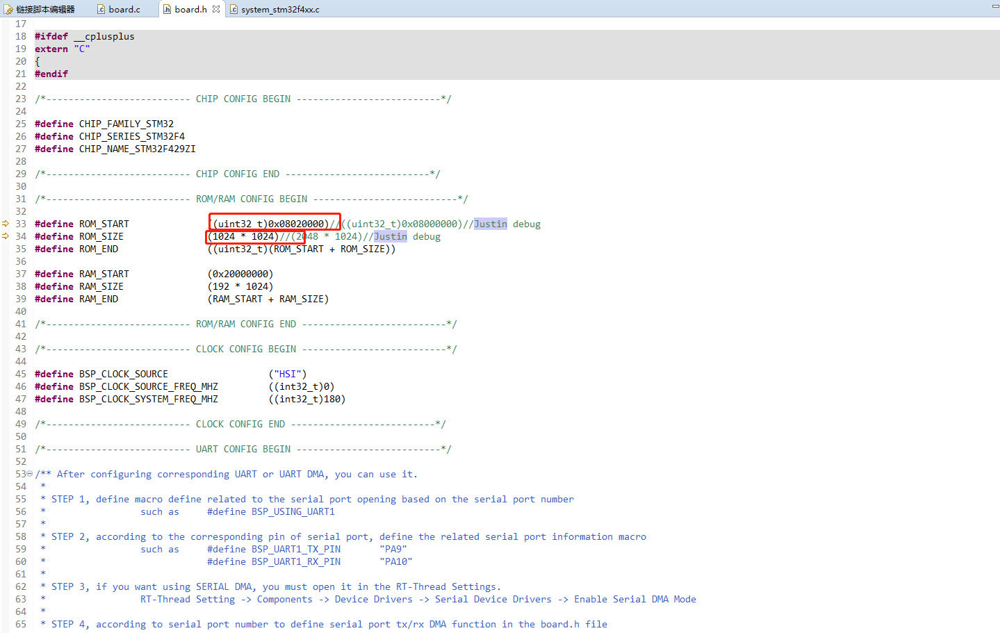 链接脚本编辑器 board.c board.h system_stm32f4xx.c
17
18 #ifdef __cplusplus
19 extern "C"
20 {
21 #endif
22
23 /*-------------------------- CHIP CONFIG BEGIN --------------------------*/
24
25 #define CHIP_FAMILY_STM32
26 #define CHIP_SERIES_STM32F4
27 #define CHIP_NAME_STM32F429ZI
28
29 /*-------------------------- CHIP CONFIG END --------------------------*/
30
31 /*-------------------------- ROM/RAM CONFIG BEGIN --------------------------*/
32
33 #define ROM_START ((uint32_t)0x08020000)//((uint32_t)0x08000000)//Justin debug
34 #define ROM_SIZE (1024 * 1024)//(2048 * 1024)//Justin debug
35 #define ROM_END ((uint32_t)(ROM_START + ROM_SIZE))
36
37 #define RAM_START (0x20000000)
38 #define RAM_SIZE (192 * 1024)
39 #define RAM_END (RAM_START + RAM_SIZE)
40
41 /*-------------------------- ROM/RAM CONFIG END --------------------------*/
42
43 /*-------------------------- CLOCK CONFIG BEGIN --------------------------*/
44
45 #define BSP_CLOCK_SOURCE ("HSI")
46 #define BSP_CLOCK_SOURCE_FREQ_MHZ ((int32_t)0)
47 #define BSP_CLOCK_SYSTEM_FREQ_MHZ ((int32_t)180)
48
49 /*-------------------------- CLOCK CONFIG END --------------------------*/
50
51 /*-------------------------- UART CONFIG BEGIN --------------------------*/
52
53 /** After configuring corresponding UART or UART DMA, you can use it.
54 *
55 * STEP 1, define macro define related to the serial port opening based on the serial port number
56 * such as #define BSP_USING_UART1
57 *
58 * STEP 2, according to the corresponding pin of serial port, define the related serial port information macro
59 * such as #define BSP_UART1_TX_PIN "PA9"
60 * #define BSP_UART1_RX_PIN "PA10"
61 *
62 * STEP 3, if you want using SERIAL DMA, you must open it in the RT-Thread Settings.
63 * RT-Thread Setting -> Components -> Device Drivers -> Serial Device Drivers -> Enable Serial DMA Mode
64 *
65 * STEP 4, according to serial port number to define serial port tx/rx DMA function in the board.h file